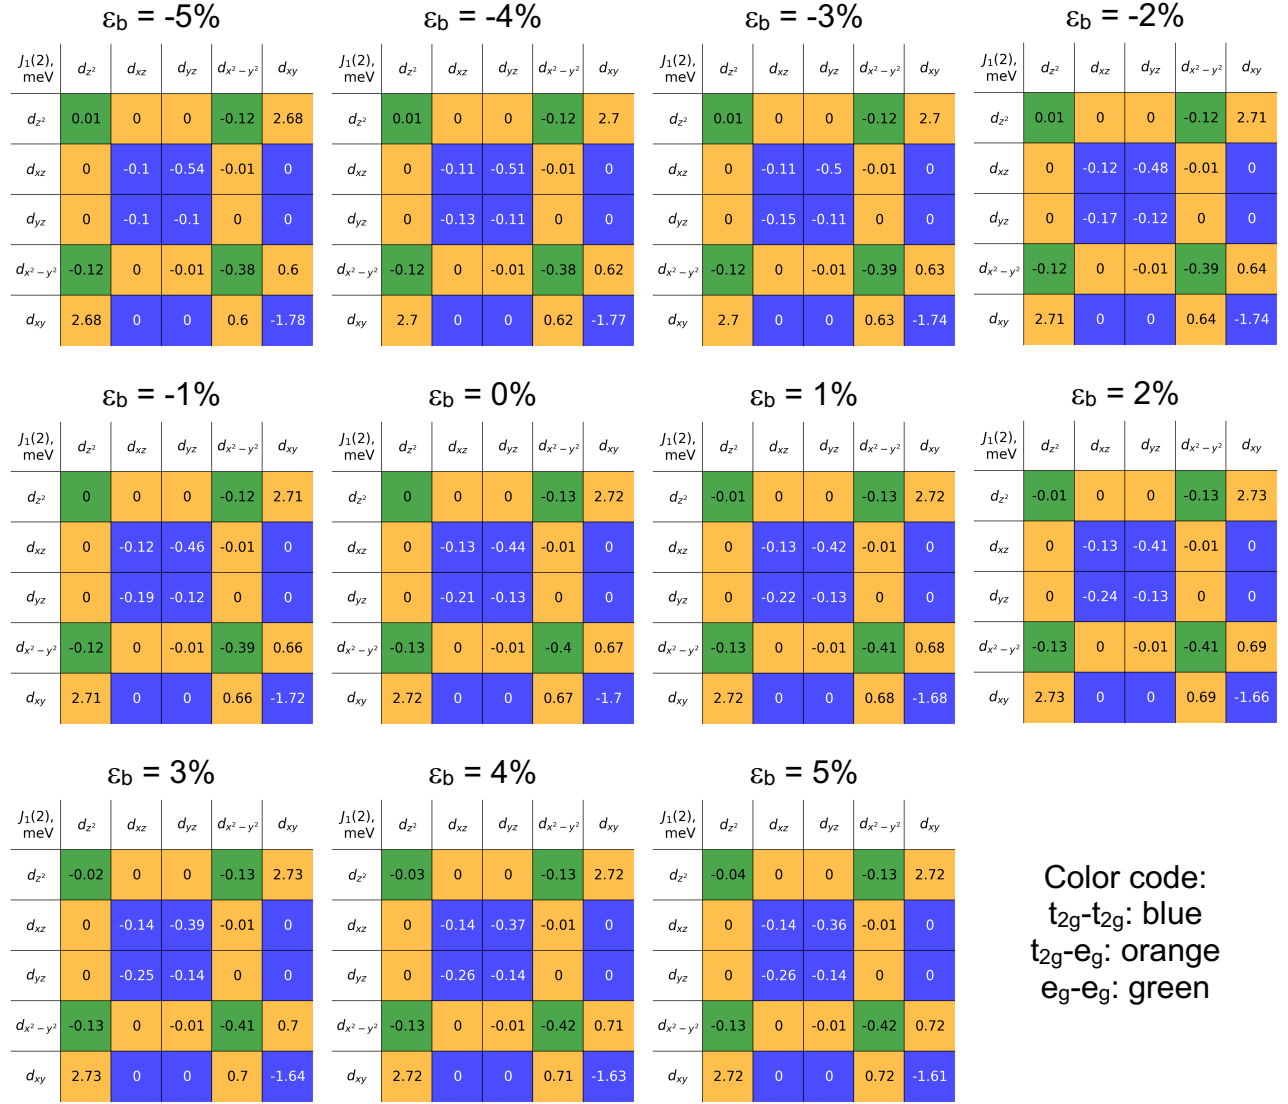 εb = -5%
J1(2), meV dz2 dxz dyz dx2−y2 dxy
dz2 0.01 0 0 -0.12 2.68
dxz 0 -0.1 -0.54 -0.01 0
dyz 0 -0.1 -0.1 0 0
dx2−y2 -0.12 0 -0.01 -0.38 0.6
dxy 2.68 0 0 0.6 -1.78
εb = -4%
J1(2), meV dz2 dxz dyz dx2−y2 dxy
dz2 0.01 0 0 -0.12 2.7
dxz 0 -0.11 -0.51 -0.01 0
dyz 0 -0.13 -0.11 0 0
dx2−y2 -0.12 0 -0.01 -0.38 0.62
dxy 2.7 0 0 0.62 -1.77
εb = -3%
J1(2), meV dz2 dxz dyz dx2−y2 dxy
dz2 0.01 0 0 -0.12 2.7
dxz 0 -0.11 -0.5 -0.01 0
dyz 0 -0.15 -0.11 0 0
dx2−y2 -0.12 0 -0.01 -0.39 0.63
dxy 2.7 0 0 0.63 -1.74
εb = -2%
J1(2), meV dz2 dxz dyz dx2−y2 dxy
dz2 0.01 0 0 -0.12 2.71
dxz 0 -0.12 -0.48 -0.01 0
dyz 0 -0.17 -0.12 0 0
dx2−y2 -0.12 0 -0.01 -0.39 0.64
dxy 2.71 0 0 0.64 -1.74
εb = -1%
J1(2), meV dz2 dxz dyz dx2−y2 dxy
dz2 0 0 0 -0.12 2.71
dxz 0 -0.12 -0.46 -0.01 0
dyz 0 -0.19 -0.12 0 0
dx2−y2 -0.12 0 -0.01 -0.39 0.66
dxy 2.71 0 0 0.66 -1.72
εb = 0%
J1(2), meV dz2 dxz dyz dx2−y2 dxy
dz2 0 0 0 -0.13 2.72
dxz 0 -0.13 -0.44 -0.01 0
dyz 0 -0.21 -0.13 0 0
dx2−y2 -0.13 0 -0.01 -0.4 0.67
dxy 2.72 0 0 0.67 -1.7
εb = 1%
J1(2), meV dz2 dxz dyz dx2−y2 dxy
dz2 -0.01 0 0 -0.13 2.72
dxz 0 -0.13 -0.42 -0.01 0
dyz 0 -0.22 -0.13 0 0
dx2−y2 -0.13 0 -0.01 -0.41 0.68
dxy 2.72 0 0 0.68 -1.68
εb = 2%
J1(2), meV dz2 dxz dyz dx2−y2 dxy
dz2 -0.01 0 0 -0.13 2.73
dxz 0 -0.13 -0.41 -0.01 0
dyz 0 -0.24 -0.13 0 0
dx2−y2 -0.13 0 -0.01 -0.41 0.69
dxy 2.73 0 0 0.69 -1.66
εb = 3%
J1(2), meV dz2 dxz dyz dx2−y2 dxy
dz2 -0.02 0 0 -0.13 2.73
dxz 0 -0.14 -0.39 -0.01 0
dyz 0 -0.25 -0.14 0 0
dx2−y2 -0.13 0 -0.01 -0.41 0.7
dxy 2.73 0 0 0.7 -1.64
εb = 4%
J1(2), meV dz2 dxz dyz dx2−y2 dxy
dz2 -0.03 0 0 -0.13 2.72
dxz 0 -0.14 -0.37 -0.01 0
dyz 0 -0.26 -0.14 0 0
dx2−y2 -0.13 0 -0.01 -0.42 0.71
dxy 2.72 0 0 0.71 -1.63
εb = 5%
J1(2), meV dz2 dxz dyz dx2−y2 dxy
dz2 -0.04 0 0 -0.13 2.72
dxz 0 -0.14 -0.36 -0.01 0
dyz 0 -0.26 -0.14 0 0
dx2−y2 -0.13 0 -0.01 -0.42 0.72
dxy 2.72 0 0 0.72 -1.61
Color code:
t2g-t2g: blue
t2g-eg: orange
eg-eg: green